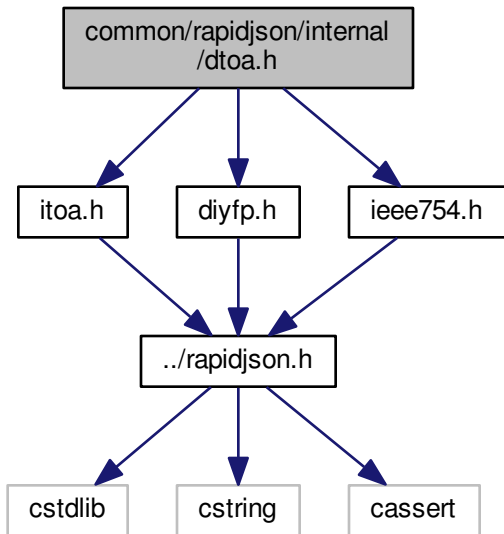 common/rapidjson/internal
/dtoa.h
itoa.h
diyfp.h
ieee754.h
../rapidjson.h
cstdlib
cstring
cassert